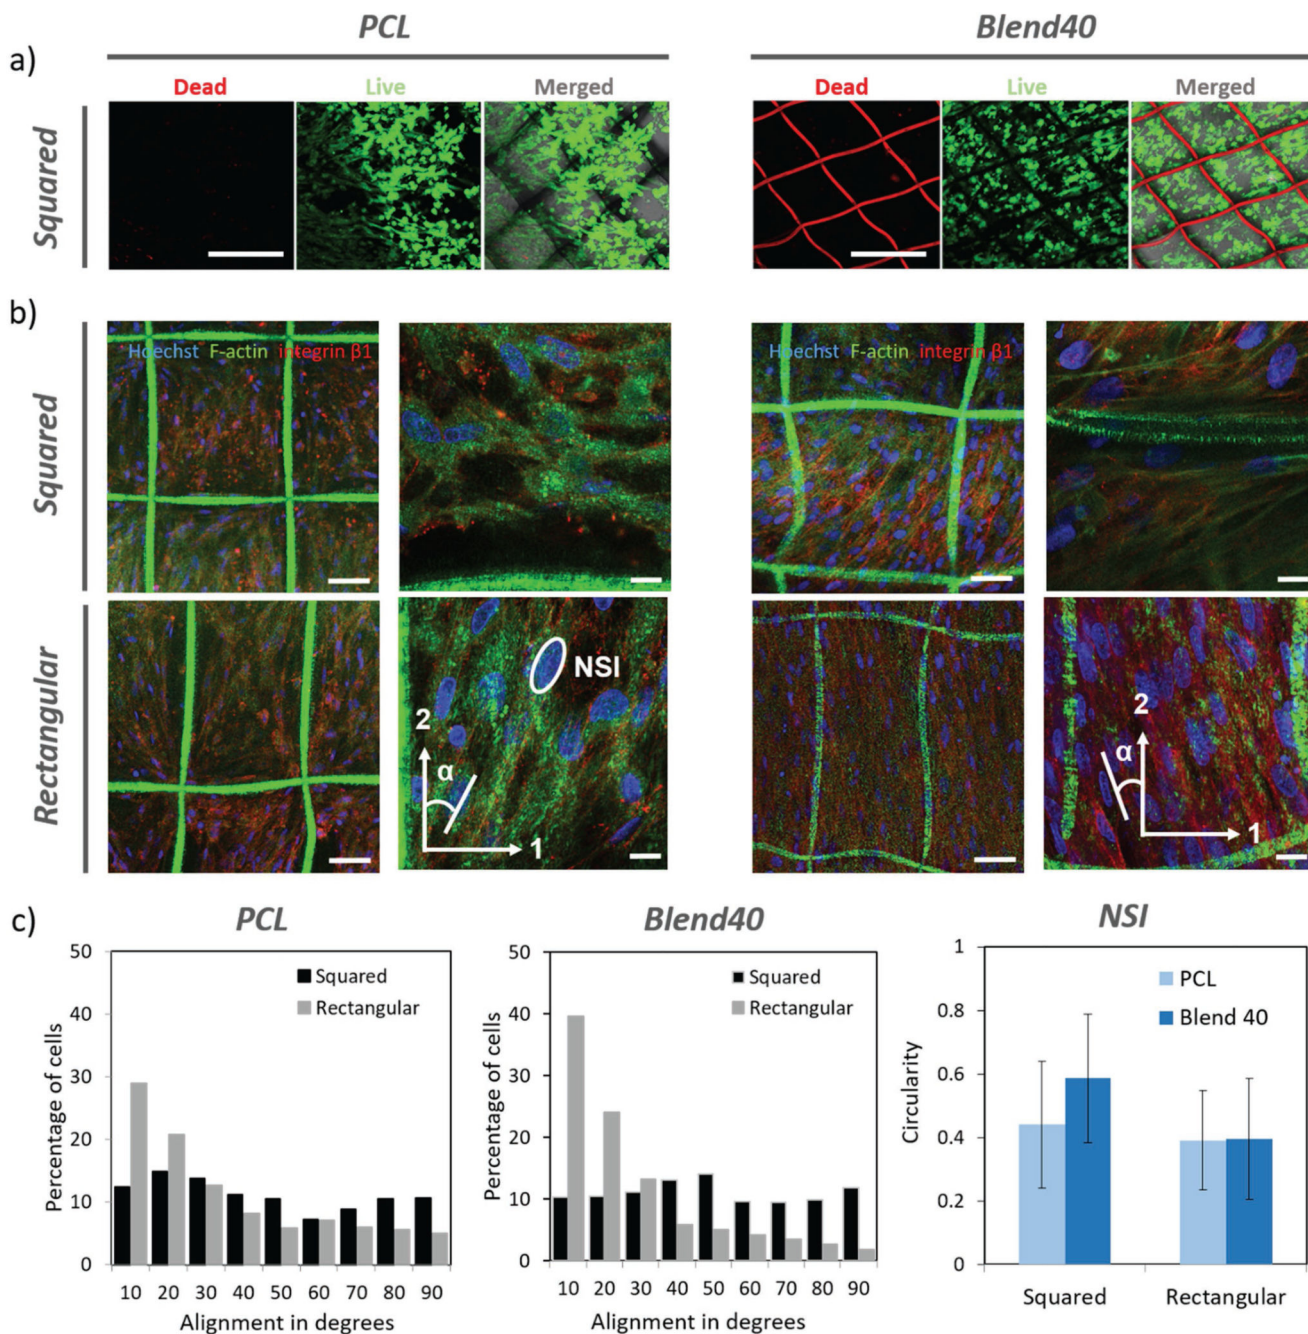 PCL
Blend40
a)
Dead
Live
Merged
Dead
Live
Merged
Squared
b)
Squared
Hoechst F-actin integrin β1
Hoechst F-actin integrin β1
Rectangular
NSI
2
α
1
2
α
1
c)
PCL
Blend40
NSI
50
40
30
20
10
0
Percentage of cells
Squared
Rectangular
10 20 30 40 50 60 70 80 90
Alignment in degrees
50
40
30
20
10
0
Percentage of cells
Squared
Rectangular
10 20 30 40 50 60 70 80 90
Alignment in degrees
1
0.8
0.6
0.4
0.2
0
Circularity
PCL
Blend 40
Squared Rectangular